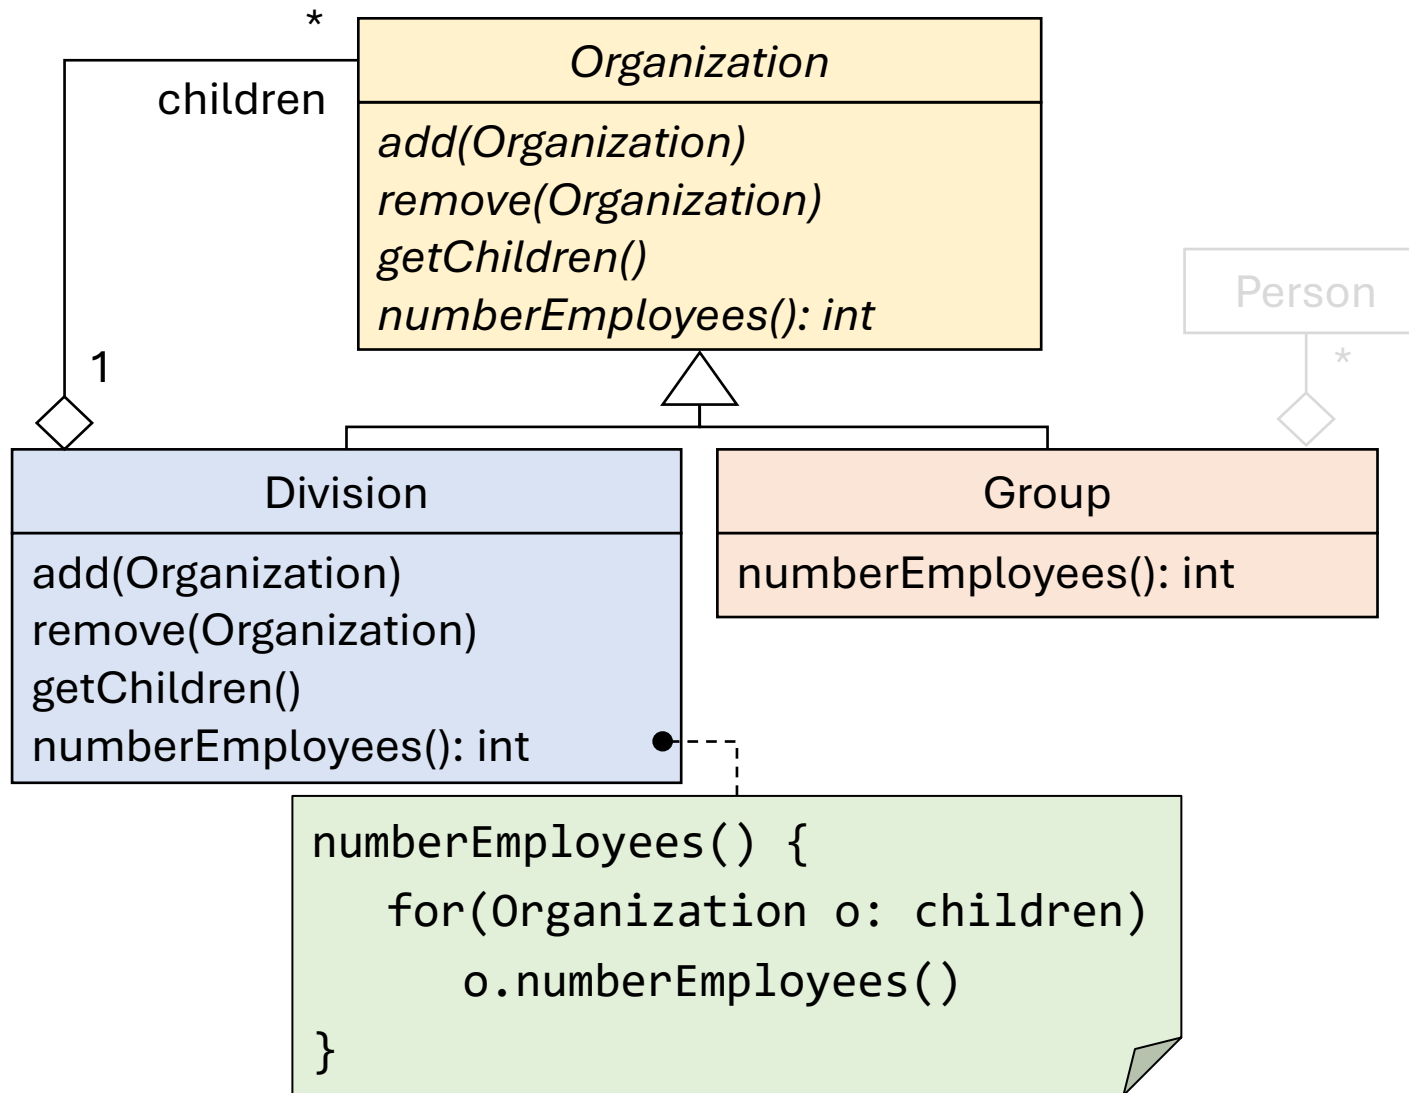 *
children
Organization
add(Organization)
remove(Organization)
getChildren()
numberEmployees(): int
Person
*
1
Division
add(Organization)
remove(Organization)
getChildren()
numberEmployees(): int
Group
numberEmployees(): int
numberEmployees() {
for(Organization o: children)
o.numberEmployees()
}